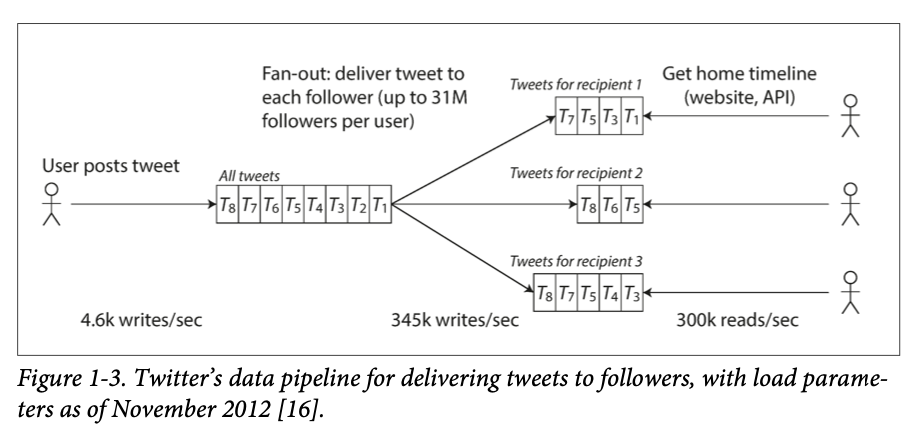 Fan-out: deliver tweet to
each follower (up to 31M
followers per user)
Tweets for recipient 1
T7 T5 T3 T1
Get home timeline
(website, API)
User posts tweet
All tweets
T8 T7 T6 T5 T4 T3 T2 T1
Tweets for recipient 2
T8 T6 T5
Tweets for recipient 3
T8 T7 T5 T4 T3
4.6k writes/sec
345k writes/sec
300k reads/sec
Figure 1-3. Twitter’s data pipeline for delivering tweets to followers, with load parame-
ters as of November 2012 [16].